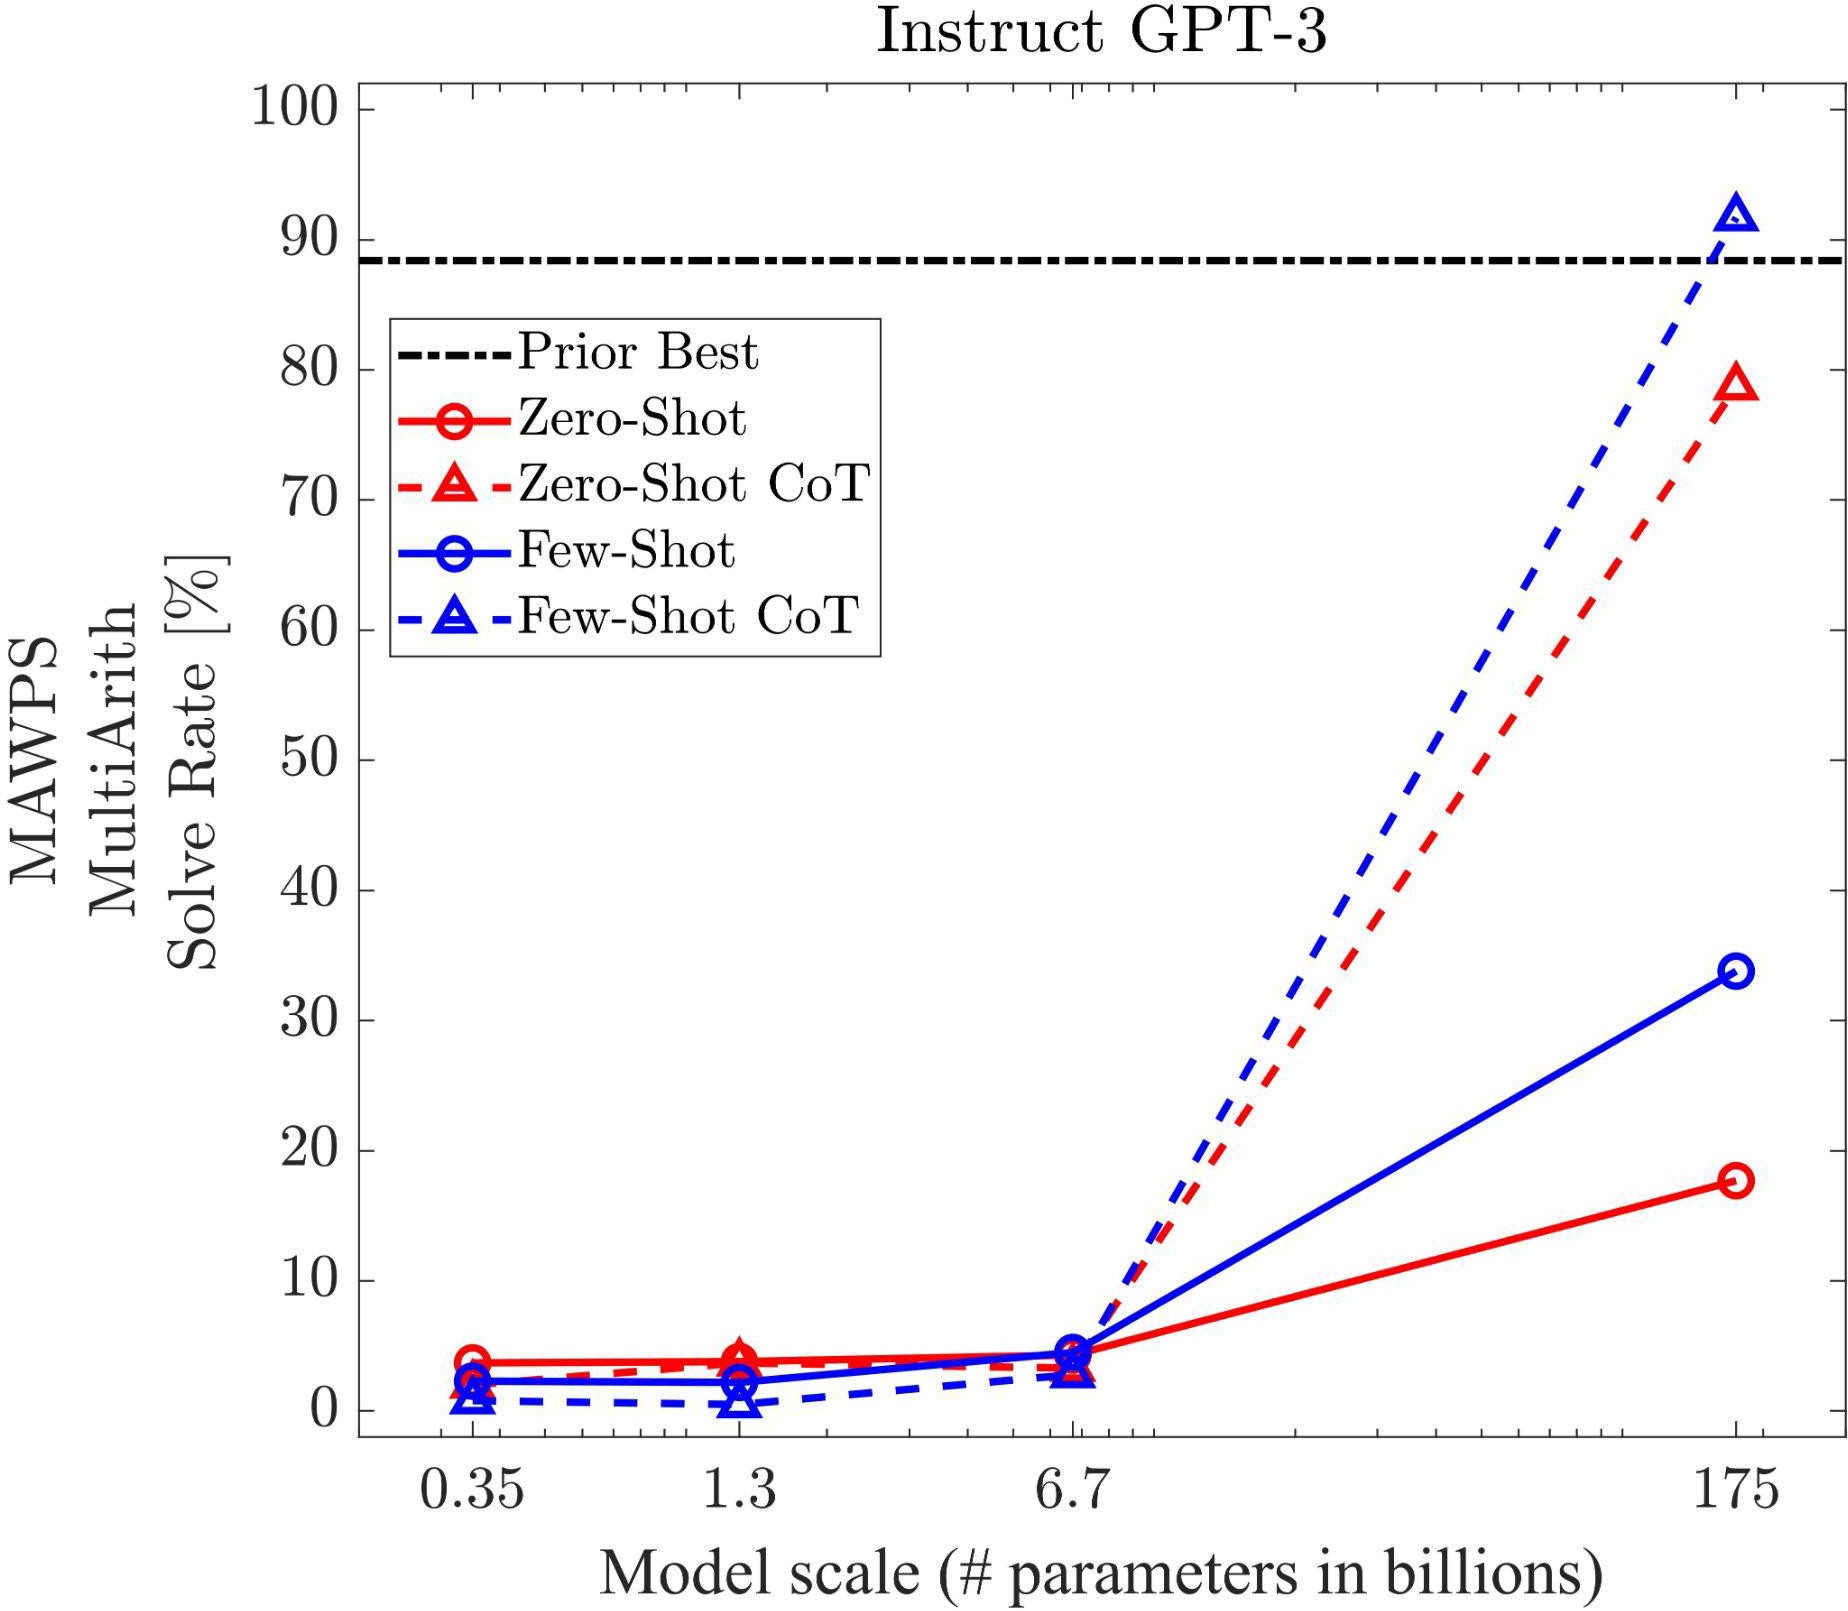 Instruct GPT-3
100
90
80
70
60
50
40
30
20
10
0
MAWPS
MultiArith
Solve Rate [%]
Prior Best
Zero-Shot
Zero-Shot CoT
Few-Shot
Few-Shot CoT
0.35 1.3 6.7 175
Model scale (# parameters in billions)